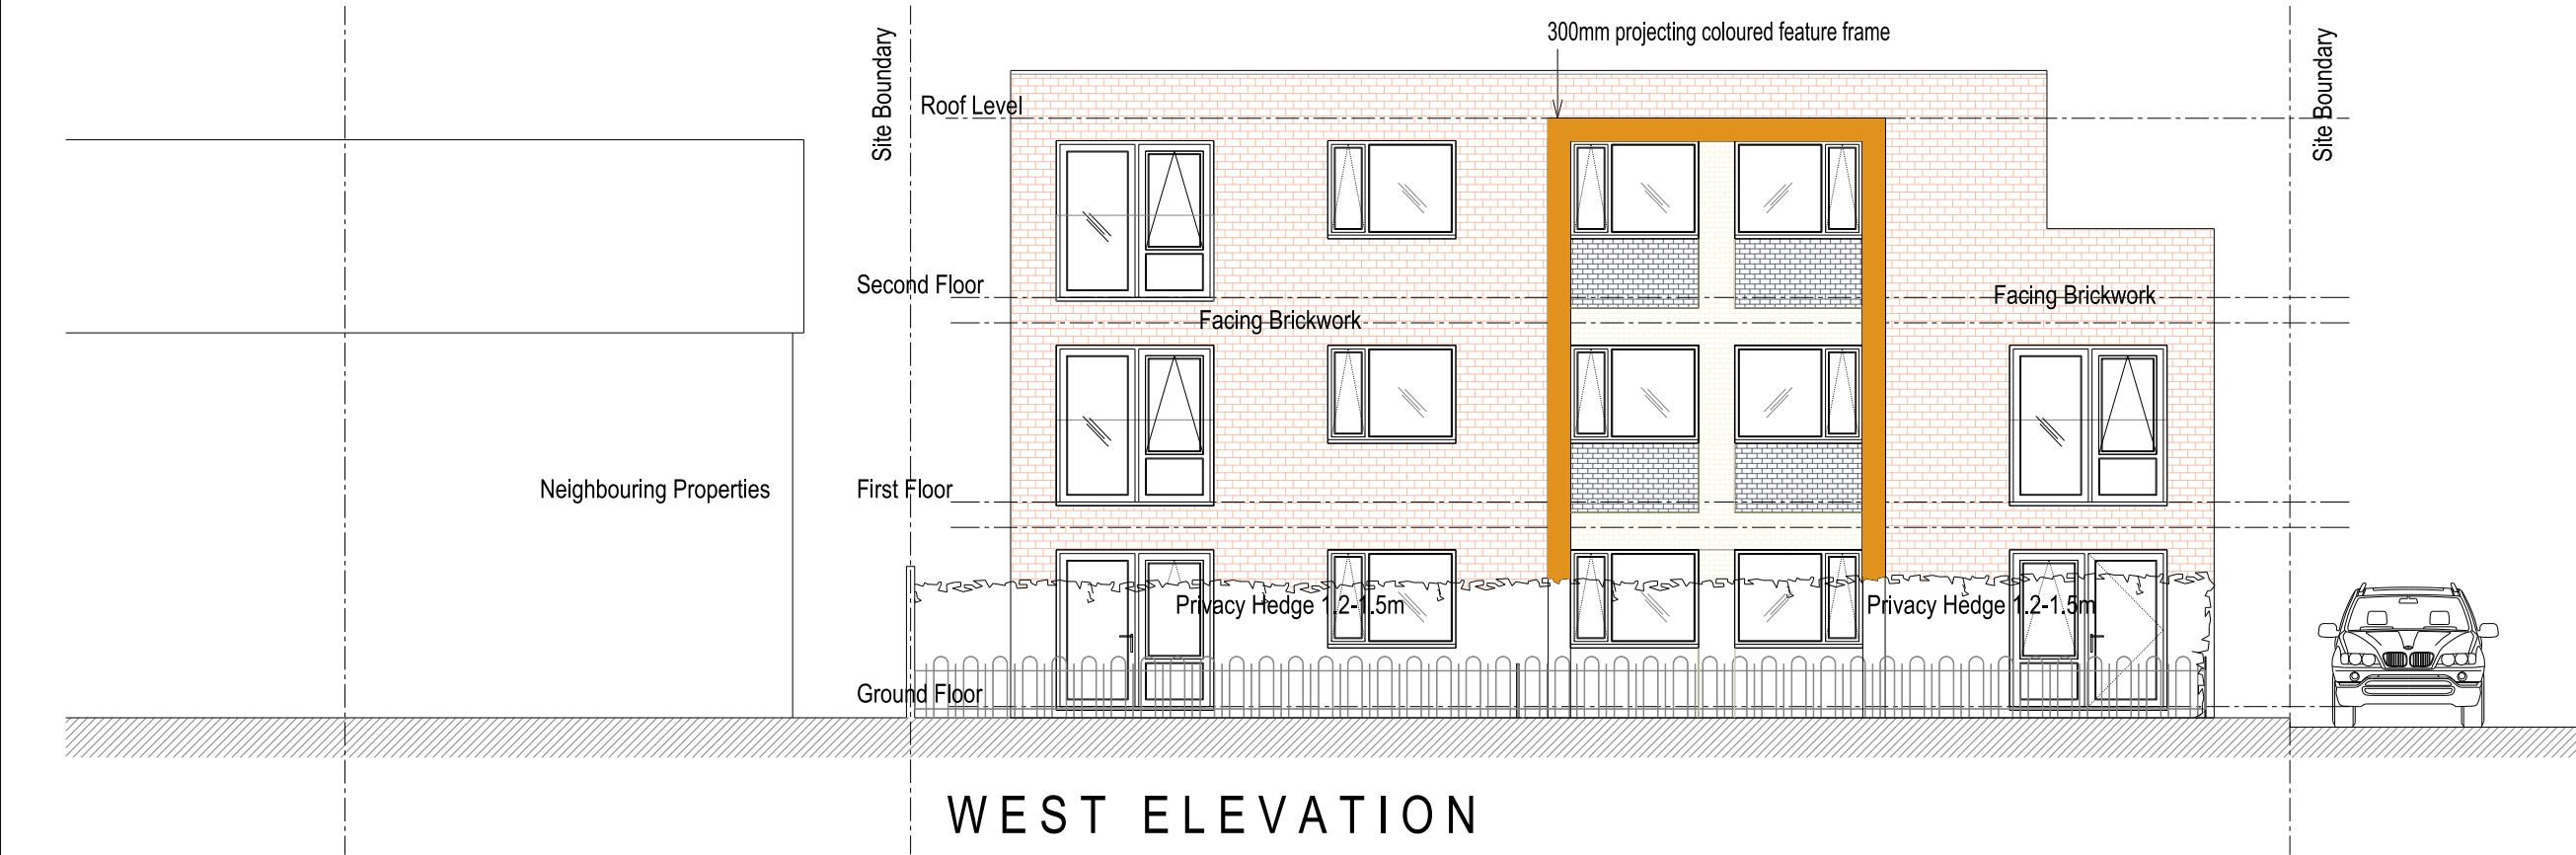 300mm projecting coloured feature frame
Site Boundary
Site Boundary
Roof Level
Second Floor
Facing Brickwork
Facing Brickwork
Neighbouring Properties
First Floor
Privacy Hedge 1.2-1.5m
Privacy Hedge 1.2-1.5m
Ground Floor
WEST ELEVATION